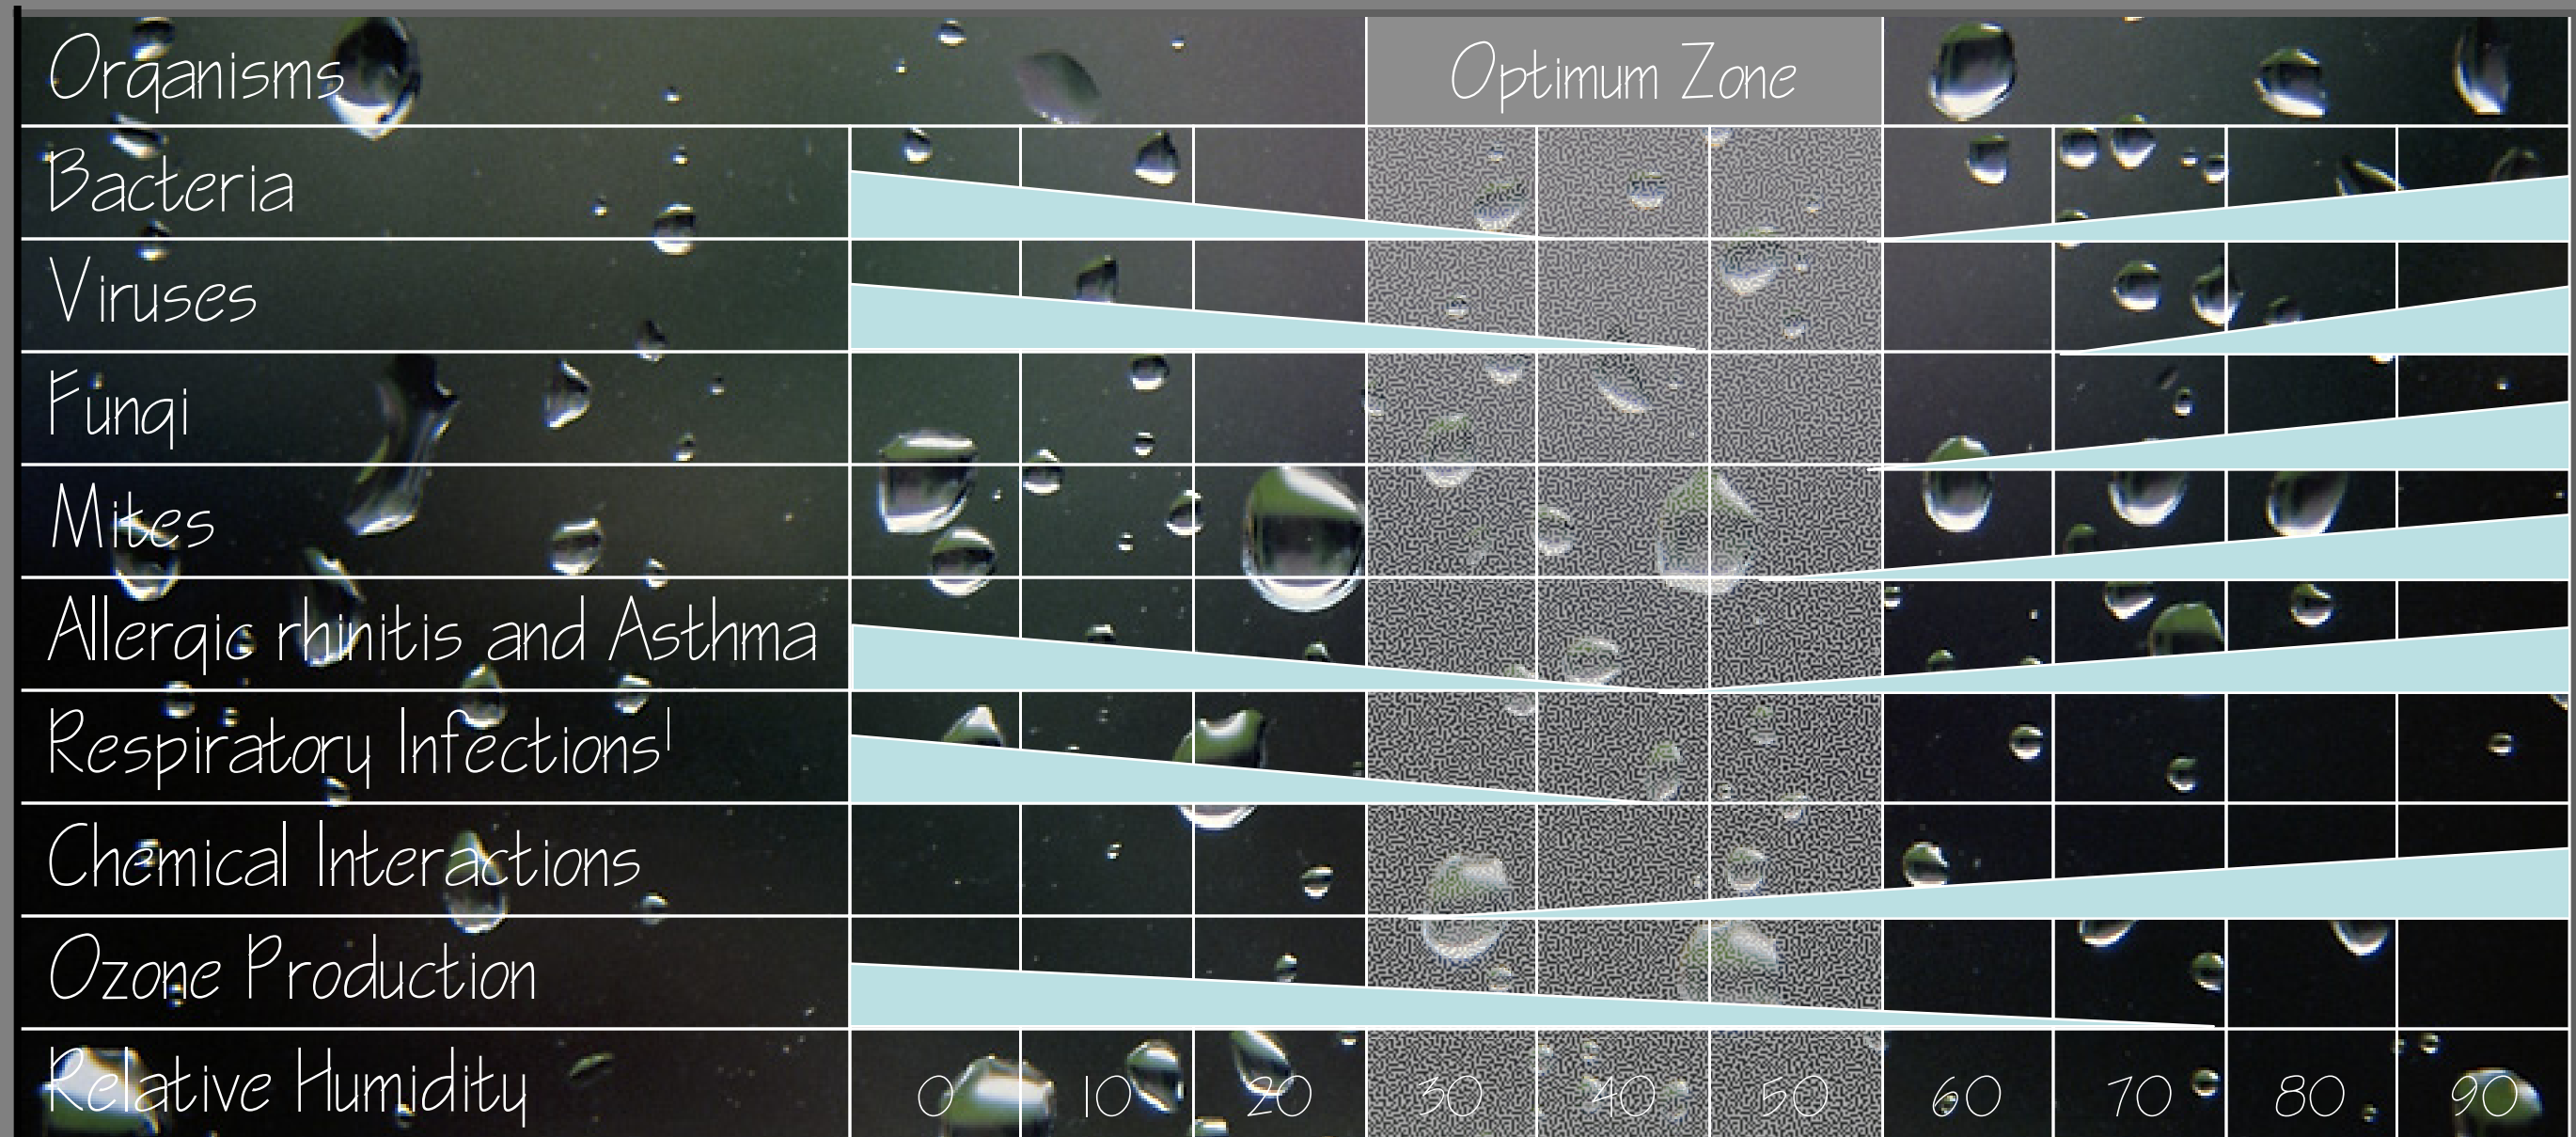 Organisms Optimum Zone
Bacteria
Viruses
Fungi
Mites
Allergic rhinitis and Asthma
Respiratory Infections¹
Chemical Interactions
Ozone Production
Relative Humidity 0 10 20 30 40 50 60 70 80 90